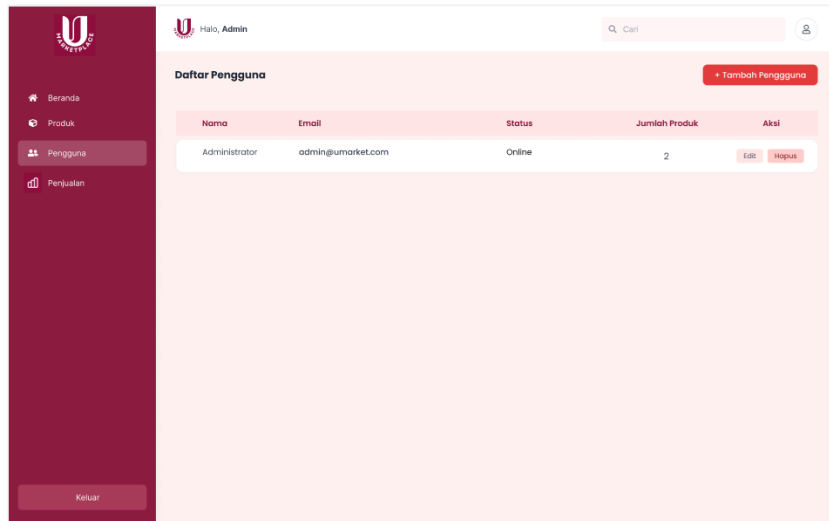 U
MARKETPLACE
Beranda
Produk
Pengguna
Penjualan
Keluar
Halo, Admin
Cari
Daftar Pengguna
+ Tambah Penggguna
Nama Email Status Jumlah Produk Aksi
Administrator admin@umarket.com Online 2 Edit Hapus